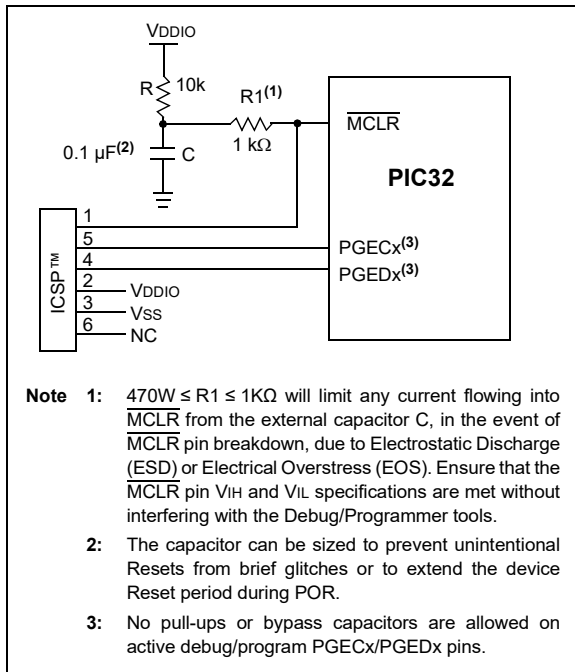 VDDIO
R 10k
R1(1)
MCLR
1 kΩ
0.1 µF(2)
C
PIC32
1
5
PGECx(3)
4
PGEDx(3)
ICSP™
2
VDDIO
3
VSS
6
NC
Note 1: 470W ≤ R1 ≤ 1KΩ will limit any current flowing into
MCLR from the external capacitor C, in the event of
MCLR pin breakdown, due to Electrostatic Discharge
(ESD) or Electrical Overstress (EOS). Ensure that the
MCLR pin VIH and VIL specifications are met without
interfering with the Debug/Programmer tools.
2: The capacitor can be sized to prevent unintentional
Resets from brief glitches or to extend the device
Reset period during POR.
3: No pull-ups or bypass capacitors are allowed on
active debug/program PGECx/PGEDx pins.